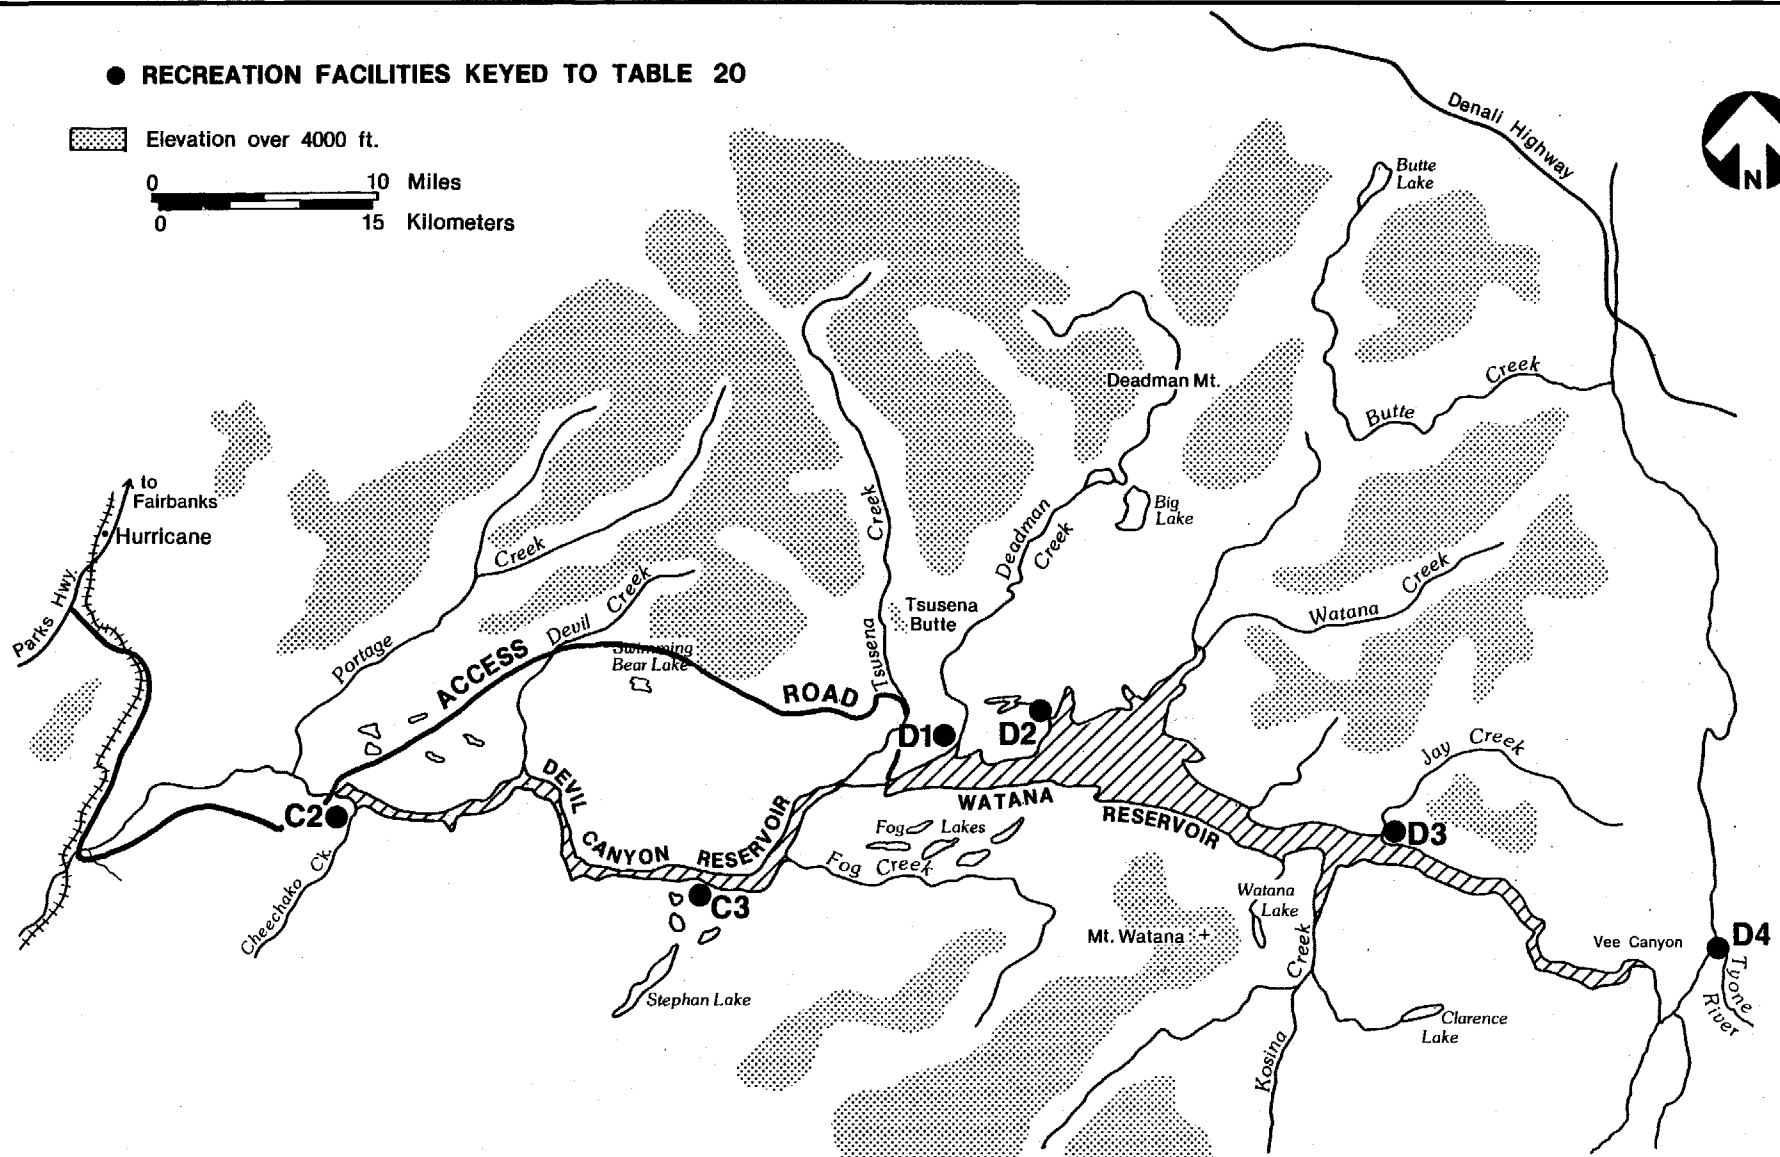 RECREATION FACILITIES KEYED TO TABLE 20
Elevation over 4000 ft.
0 10 Miles
0 15 Kilometers
Denali Highway
N
Butte
Lake
Deadman Mt.
Butte Creek
to
Fairbanks
Hurricane
Parks Hwy.
Creek
Portage
Devil Creek
Swimming
Bear Lake
ACCESS ROAD
Tsusena Creek
Tsusena
Butte
Deadman
Creek
Big
Lake
Watana Creek
Jay Creek
D1
D2
D3
D4
C2
C3
DEVIL
CANYON RESERVOIR
WATANA
RESERVOIR
Fog Lakes
Fog Creek
Cheechako Ck.
Stephan Lake
Mt. Watana +
Watana
Lake
Kosina Creek
Clarence
Lake
Vee Canyon
Tyone
River